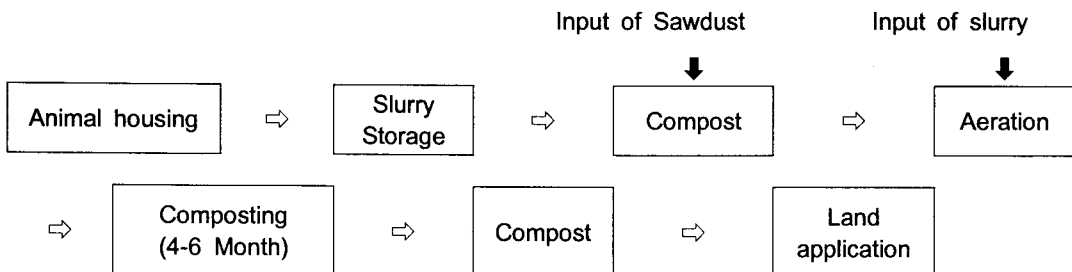 Input of Sawdust
Input of slurry
Animal housing
Slurry
Storage
Compost
Aeration
Composting
(4-6 Month)
Compost
Land
application